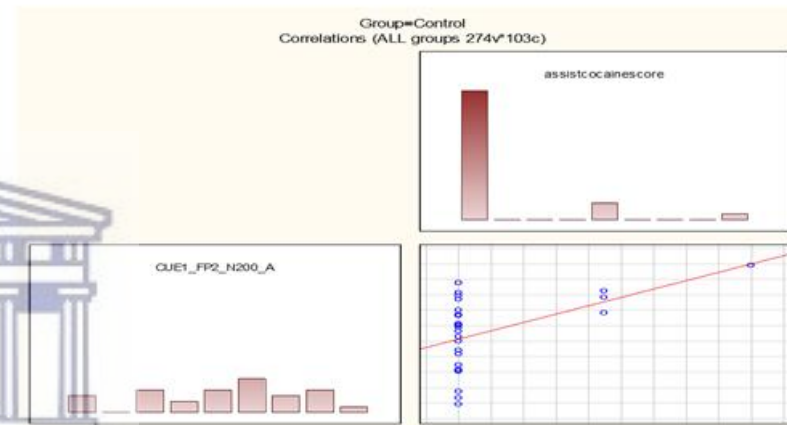 Group=Control
Correlations (ALL groups 274v*103c)
assistcocainescore
CUE1_FP2_N200_A